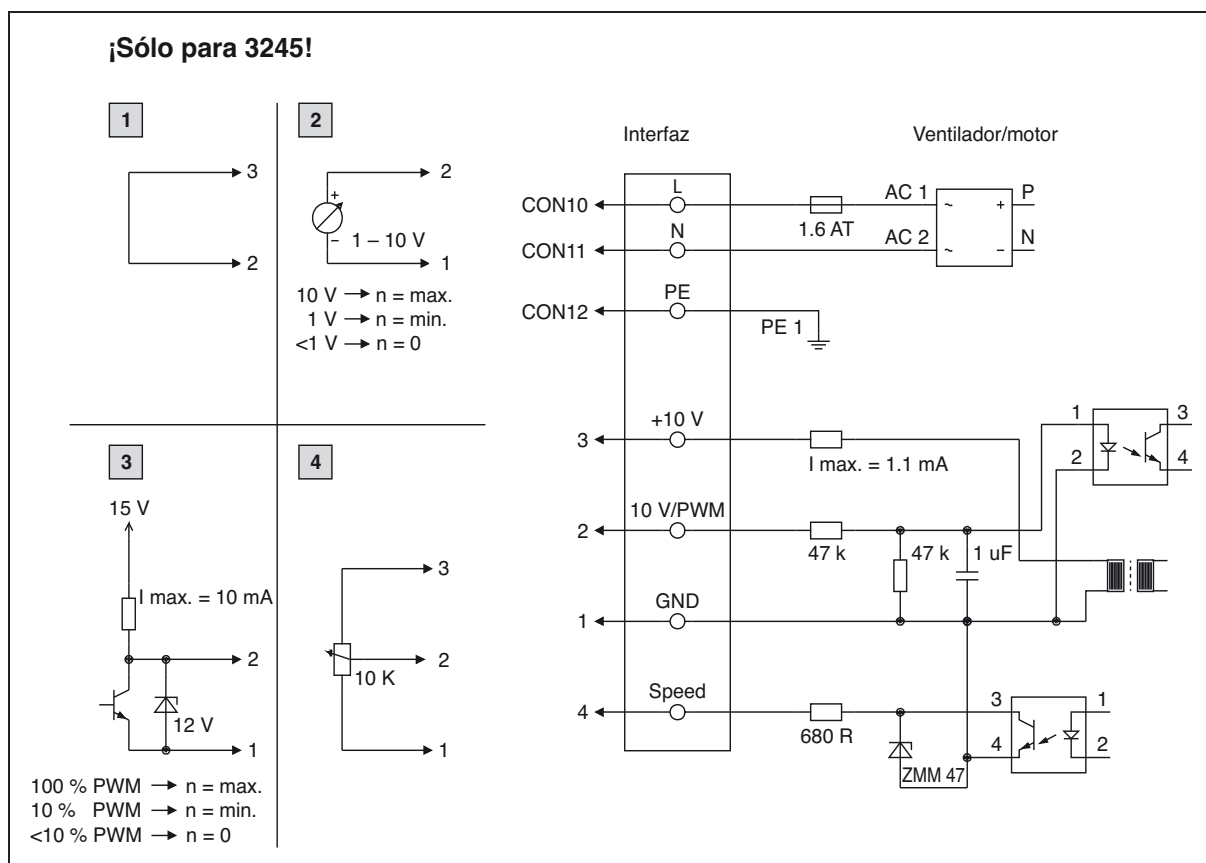 ¡Sólo para 3245!
1
3
2
2
2
+
–
1 – 10 V
1
10 V → n = max.
1 V → n = min.
<1 V → n = 0
3
15 V
I max. = 10 mA
2
12 V
1
100 % PWM → n = max.
10 % PWM → n = min.
<10 % PWM → n = 0
4
3
2
10 K
1
Interfaz
Ventilador/motor
CON10
L
1.6 AT
AC 1
~
+
P
CON11
N
AC 2
~
–
N
CON12
PE
PE 1
3
+10 V
I max. = 1.1 mA
1
2
3
4
2
10 V/PWM
47 k
47 k
1 uF
1
GND
4
Speed
680 R
ZMM 47
3
4
1
2